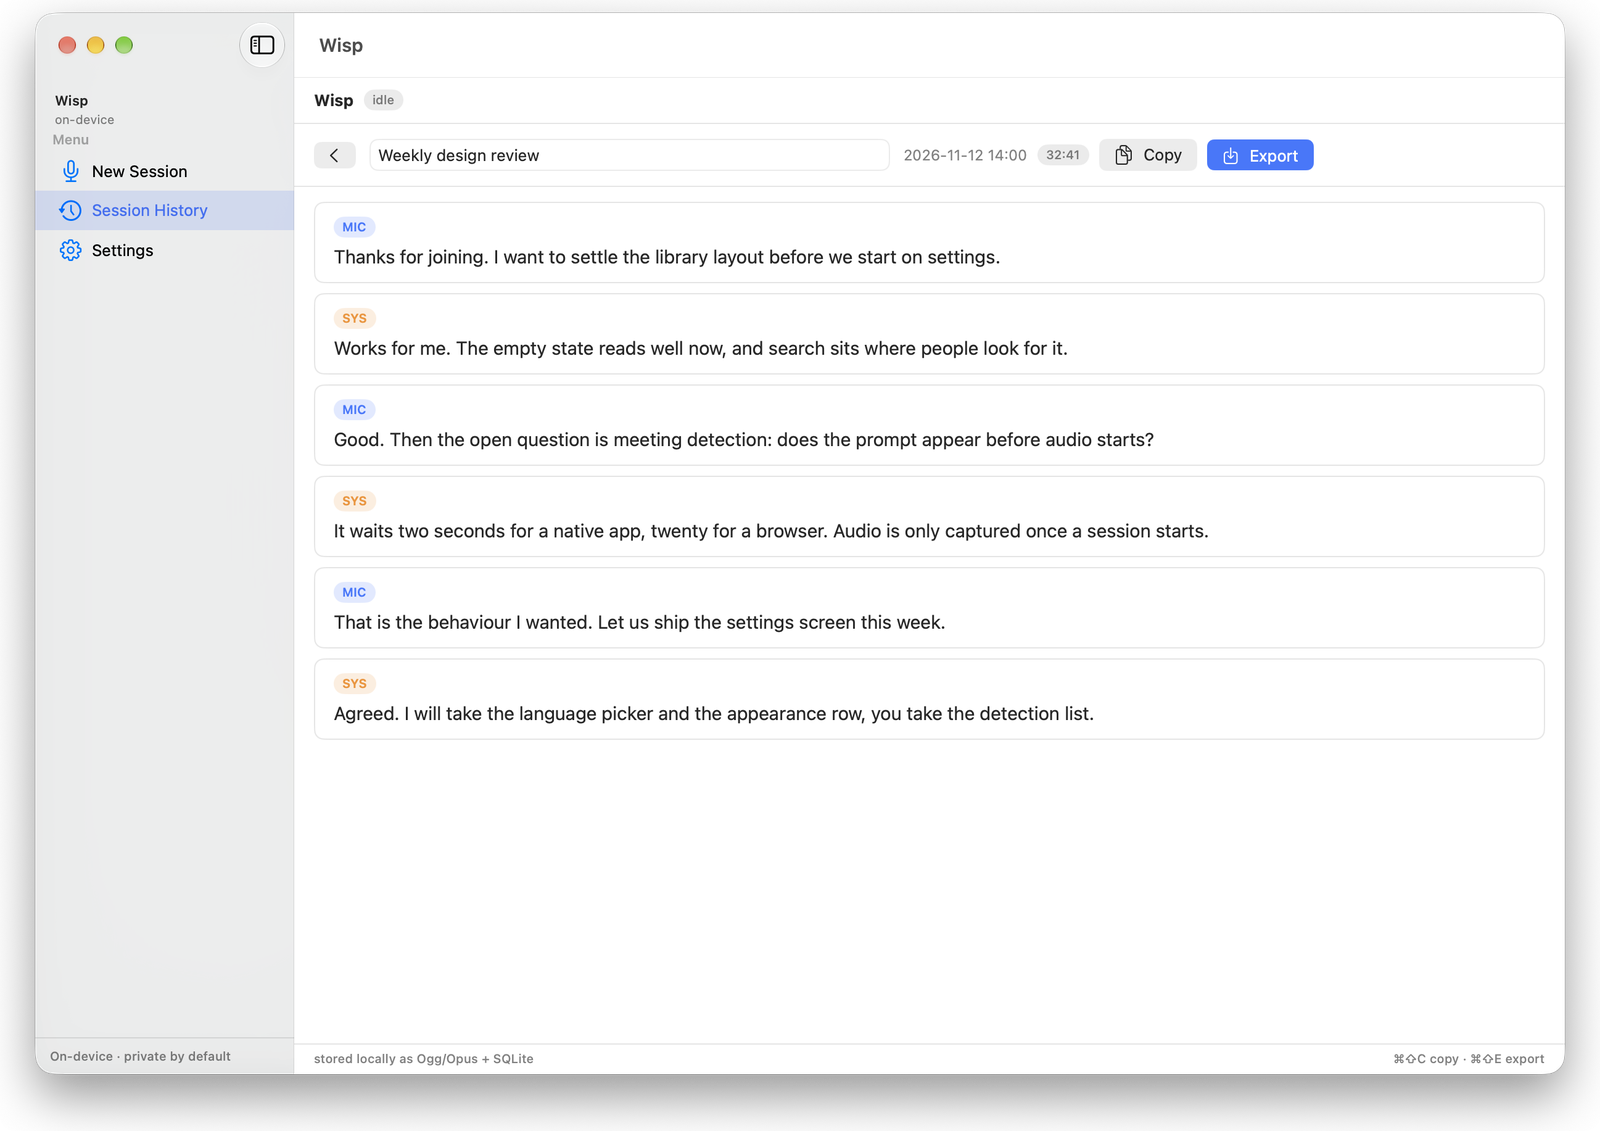 Wisp
Wisp
on-device
Menu
New Session
Session History
Settings
On-device · private by default
Wisp idle
Weekly design review 2026-11-12 14:00 32:41 Copy Export
MIC
Thanks for joining. I want to settle the library layout before we start on settings.
SYS
Works for me. The empty state reads well now, and search sits where people look for it.
MIC
Good. Then the open question is meeting detection: does the prompt appear before audio starts?
SYS
It waits two seconds for a native app, twenty for a browser. Audio is only captured once a session starts.
MIC
That is the behaviour I wanted. Let us ship the settings screen this week.
SYS
Agreed. I will take the language picker and the appearance row, you take the detection list.
stored locally as Ogg/Opus + SQLite ⌘⇧C copy · ⌘⇧E export